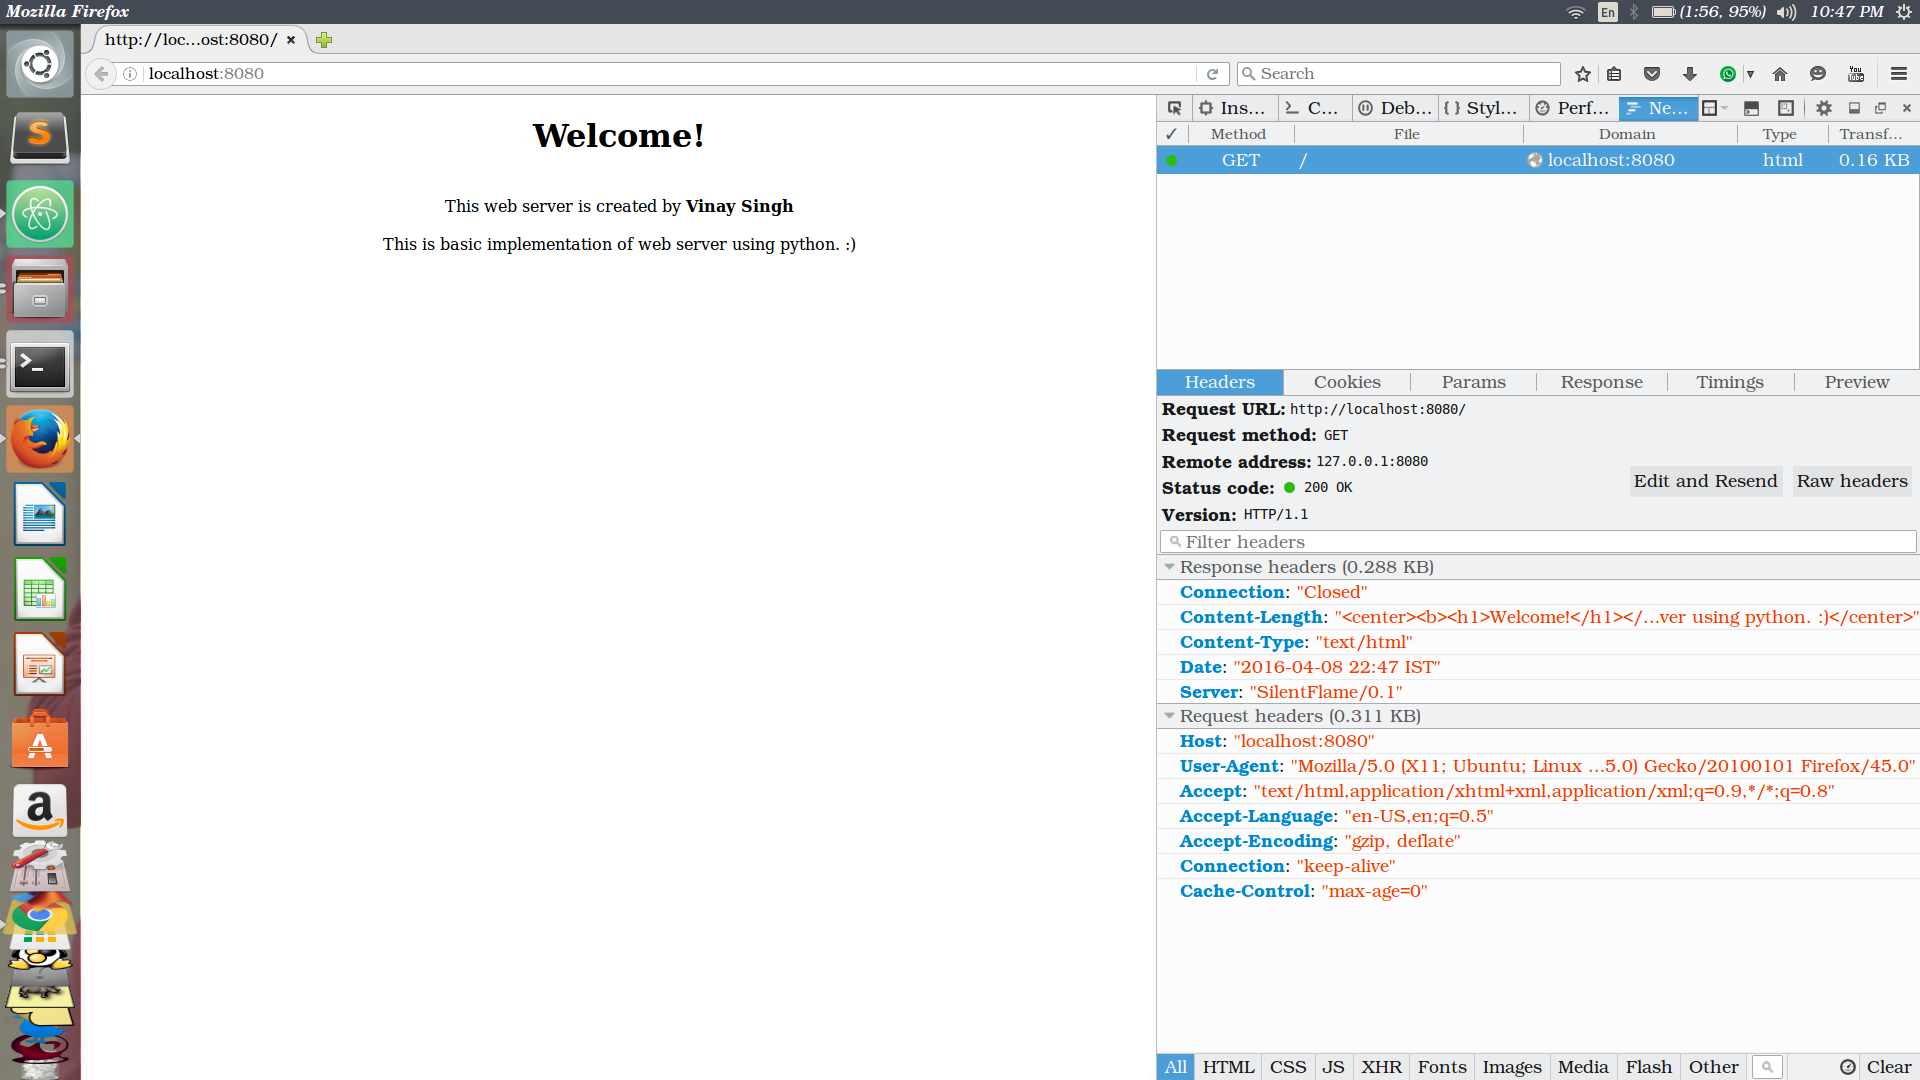 Mozilla Firefox
En
(1:56, 95%)
10:47 PM
http://loc...ost:8080/
localhost:8080
Search
You
Tube
Ins...
C...
Deb...
{ } Styl...
Perf...
Ne...
✓ Method File Domain Type Transf...
GET / localhost:8080 html 0.16 KB
Headers Cookies Params Response Timings Preview
Request URL: http://localhost:8080/
Request method: GET
Remote address: 127.0.0.1:8080
Status code: 200 OK
Edit and Resend Raw headers
Version: HTTP/1.1
Filter headers
Response headers (0.288 KB)
Connection: "Closed"
Content-Length: "<center><b><h1>Welcome!</h1></...ver using python. :)</center>"
Content-Type: "text/html"
Date: "2016-04-08 22:47 IST"
Server: "SilentFlame/0.1"
Request headers (0.311 KB)
Host: "localhost:8080"
User-Agent: "Mozilla/5.0 (X11; Ubuntu; Linux ...5.0) Gecko/20100101 Firefox/45.0"
Accept: "text/html,application/xhtml+xml,application/xml;q=0.9,*/*;q=0.8"
Accept-Language: "en-US,en;q=0.5"
Accept-Encoding: "gzip, deflate"
Connection: "keep-alive"
Cache-Control: "max-age=0"
All HTML CSS JS XHR Fonts Images Media Flash Other Clear
Welcome!
This web server is created by Vinay Singh
This is basic implementation of web server using python. :)